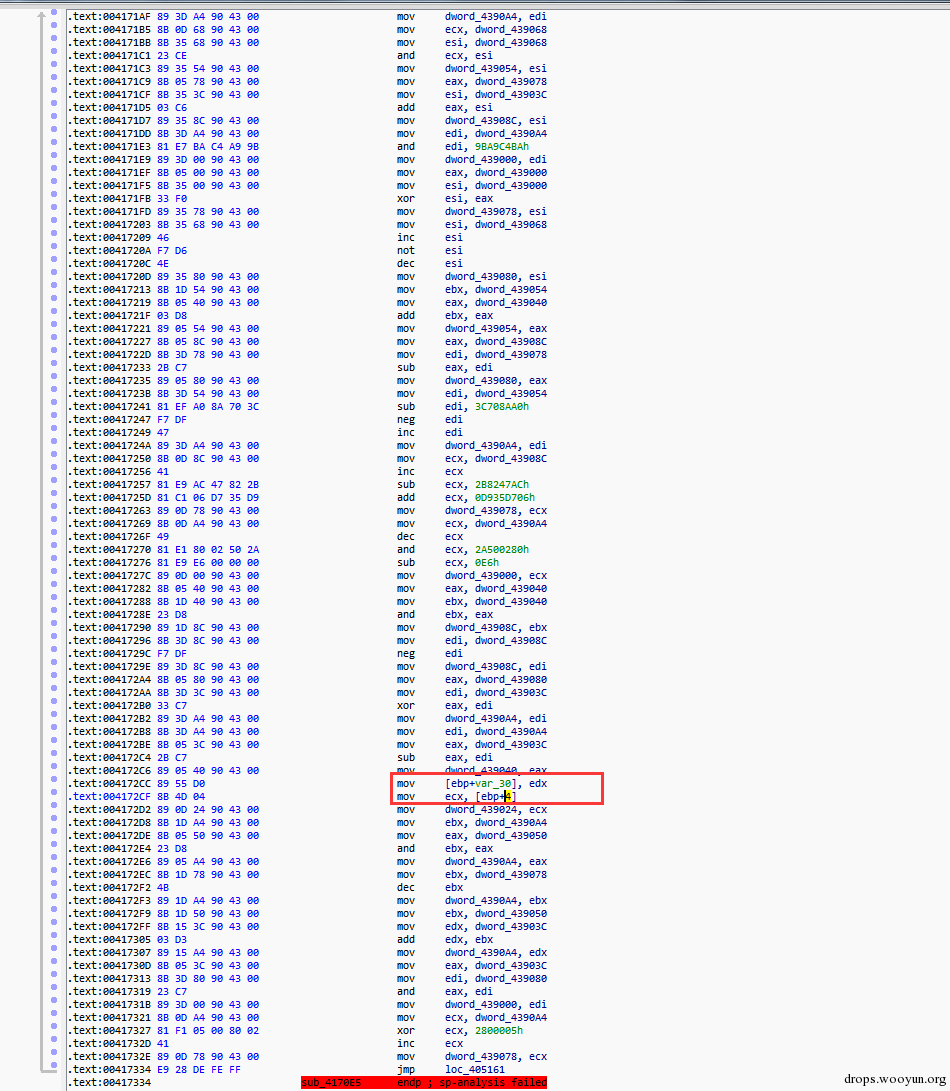 .text:004171AF 89 3D A4 90 43 00 mov dword_4390A4, edi
.text:004171B5 8B 0D 68 90 43 00 mov ecx, dword_439068
.text:004171BB 8B 35 68 90 43 00 mov esi, dword_439068
.text:004171C1 23 CE and ecx, esi
.text:004171C3 89 35 54 90 43 00 mov dword_439054, esi
.text:004171C9 8B 05 78 90 43 00 mov eax, dword_439078
.text:004171CF 8B 35 3C 90 43 00 mov esi, dword_43903C
.text:004171D5 03 C6 add eax, esi
.text:004171D7 89 35 8C 90 43 00 mov dword_43908C, esi
.text:004171DD 8B 3D A4 90 43 00 mov edi, dword_4390A4
.text:004171E3 81 E7 BA C4 A9 9B and edi, 9BA9C4BAh
.text:004171E9 89 3D 00 90 43 00 mov dword_439000, edi
.text:004171EF 8B 05 00 90 43 00 mov eax, dword_439000
.text:004171F5 8B 35 00 90 43 00 mov esi, dword_439000
.text:004171FB 33 F0 xor esi, eax
.text:004171FD 89 35 78 90 43 00 mov dword_439078, esi
.text:00417203 8B 35 68 90 43 00 mov esi, dword_439068
.text:00417209 46 inc esi
.text:0041720A F7 D6 not esi
.text:0041720C 4E dec esi
.text:0041720D 89 35 80 90 43 00 mov dword_439080, esi
.text:00417213 8B 1D 54 90 43 00 mov ebx, dword_439054
.text:00417219 8B 05 40 90 43 00 mov eax, dword_439040
.text:0041721F 03 D8 add ebx, eax
.text:00417221 89 05 54 90 43 00 mov dword_439054, eax
.text:00417227 8B 05 8C 90 43 00 mov eax, dword_43908C
.text:0041722D 8B 3D 78 90 43 00 mov edi, dword_439078
.text:00417233 2B C7 sub eax, edi
.text:00417235 89 05 80 90 43 00 mov dword_439080, eax
.text:0041723B 8B 3D 54 90 43 00 mov edi, dword_439054
.text:00417241 81 EF A0 8A 70 3C sub edi, 3C708AA0h
.text:00417247 F7 DF neg edi
.text:00417249 47 inc edi
.text:0041724A 89 3D A4 90 43 00 mov dword_4390A4, edi
.text:00417250 8B 0D 8C 90 43 00 mov ecx, dword_43908C
.text:00417256 41 inc ecx
.text:00417257 81 E9 AC 47 82 2B sub ecx, 2B8247ACh
.text:0041725D 81 C1 06 D7 35 D9 add ecx, 0D935D706h
.text:00417263 89 0D 78 90 43 00 mov dword_439078, ecx
.text:00417269 8B 0D A4 90 43 00 mov ecx, dword_4390A4
.text:0041726F 49 dec ecx
.text:00417270 81 E1 80 02 50 2A and ecx, 2A500280h
.text:00417276 81 E9 E6 00 00 00 sub ecx, 0E6h
.text:0041727C 89 0D 00 90 43 00 mov dword_439000, ecx
.text:00417282 8B 05 40 90 43 00 mov eax, dword_439040
.text:00417288 8B 1D 40 90 43 00 mov ebx, dword_439040
.text:0041728E 23 D8 and ebx, eax
.text:00417290 89 1D 8C 90 43 00 mov dword_43908C, ebx
.text:00417296 8B 3D 8C 90 43 00 mov edi, dword_43908C
.text:0041729C F7 DF neg edi
.text:0041729E 89 3D 8C 90 43 00 mov dword_43908C, edi
.text:004172A4 8B 05 80 90 43 00 mov eax, dword_439080
.text:004172AA 8B 3D 3C 90 43 00 mov edi, dword_43903C
.text:004172B0 33 C7 xor eax, edi
.text:004172B2 89 3D A4 90 43 00 mov dword_4390A4, edi
.text:004172B8 8B 3D A4 90 43 00 mov edi, dword_4390A4
.text:004172BE 8B 05 3C 90 43 00 mov eax, dword_43903C
.text:004172C4 2B C7 sub eax, edi
.text:004172C6 89 05 40 90 43 00 mov dword_439040, eax
.text:004172CC 89 55 D0 mov [ebp+var_30], edx
.text:004172CF 8B 4D 04 mov ecx, [ebp+4]
.text:004172D2 89 0D 24 90 43 00 mov dword_439024, ecx
.text:004172D8 8B 1D A4 90 43 00 mov ebx, dword_4390A4
.text:004172DE 8B 05 50 90 43 00 mov eax, dword_439050
.text:004172E4 23 D8 and ebx, eax
.text:004172E6 89 05 A4 90 43 00 mov dword_4390A4, eax
.text:004172EC 8B 1D 78 90 43 00 mov ebx, dword_439078
.text:004172F2 4B dec ebx
.text:004172F3 89 1D A4 90 43 00 mov dword_4390A4, ebx
.text:004172F9 8B 1D 50 90 43 00 mov ebx, dword_439050
.text:004172FF 8B 15 3C 90 43 00 mov edx, dword_43903C
.text:00417305 03 D3 add edx, ebx
.text:00417307 89 15 A4 90 43 00 mov dword_4390A4, edx
.text:0041730D 8B 05 3C 90 43 00 mov eax, dword_43903C
.text:00417313 8B 3D 80 90 43 00 mov edi, dword_439080
.text:00417319 23 C7 and eax, edi
.text:0041731B 89 3D 00 90 43 00 mov dword_439000, edi
.text:00417321 8B 0D A4 90 43 00 mov ecx, dword_4390A4
.text:00417327 81 F1 05 00 80 02 xor ecx, 2800005h
.text:0041732D 41 inc ecx
.text:0041732E 89 0D 78 90 43 00 mov dword_439078, ecx
.text:00417334 E9 28 DE FE FF jmp loc_405161
.text:00417334 sub_4170E5 endp ; sp-analysis failed
drops.wooyun.org